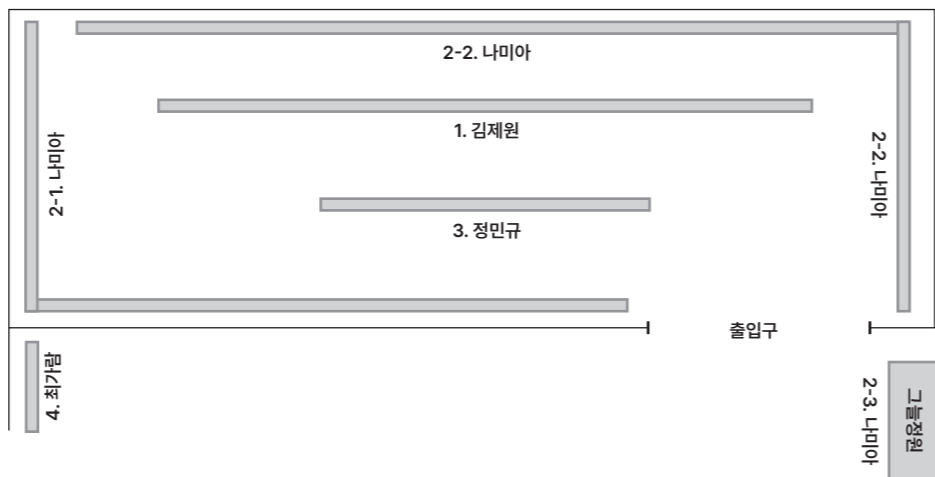 2-2. 나미아
1. 김제원
2-1. 나미아
2-2. 나미아
3. 정민규
출입구
4. 최가람
2-3. 나미아
그늘정원